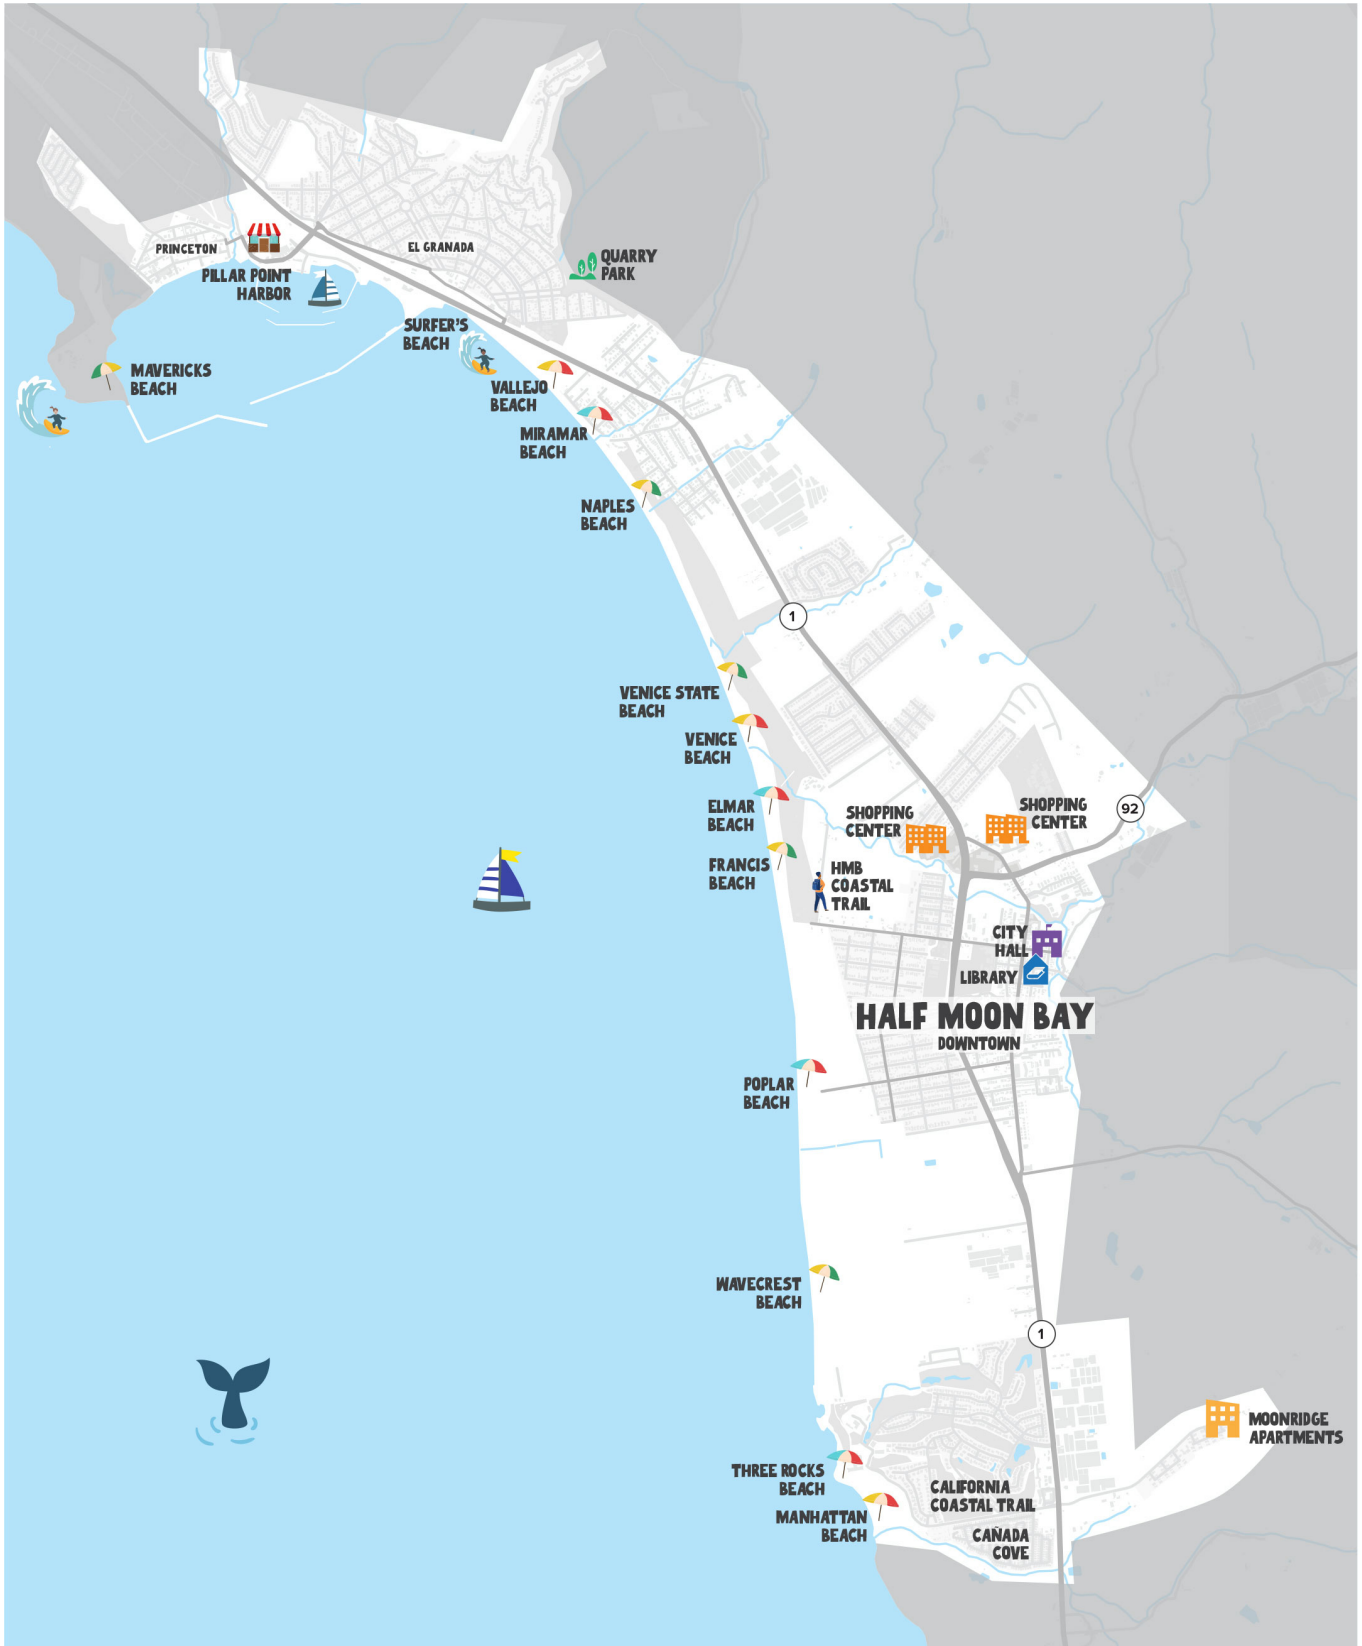 QUARRY
PARK
PRINCETON
EL GRANADA
PILLAR POINT
HARBOR
SURFER'S
BEACH
MAVERICKS
BEACH
VALLEJO
BEACH
MIRAMAR
BEACH
NAPLES
BEACH
1
VENICE STATE
BEACH
VENICE
BEACH
ELMAR
BEACH
SHOPPING
CENTER
SHOPPING
CENTER
92
FRANCIS
BEACH
HMB
COASTAL
TRAIL
CITY
HALL
LIBRARY
HALF MOON BAY
DOWNTOWN
POPLAR
BEACH
WAVECREST
BEACH
1
MOONRIDGE
APARTMENTS
THREE ROCKS
BEACH
CALIFORNIA
COASTAL TRAIL
MANHATTAN
BEACH
CAÑADA
COVE